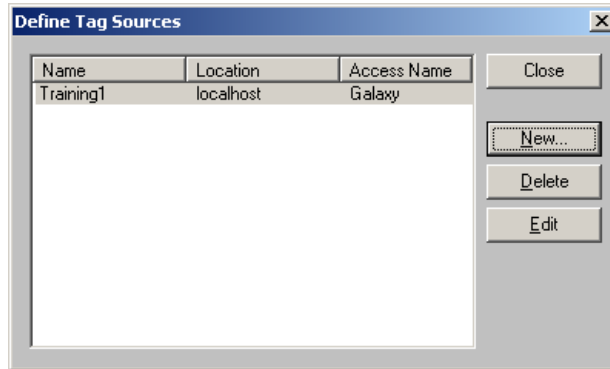 Define Tag Sources
Name Location Access Name
Training1 localhost Galaxy
Close
New...
Delete
Edit